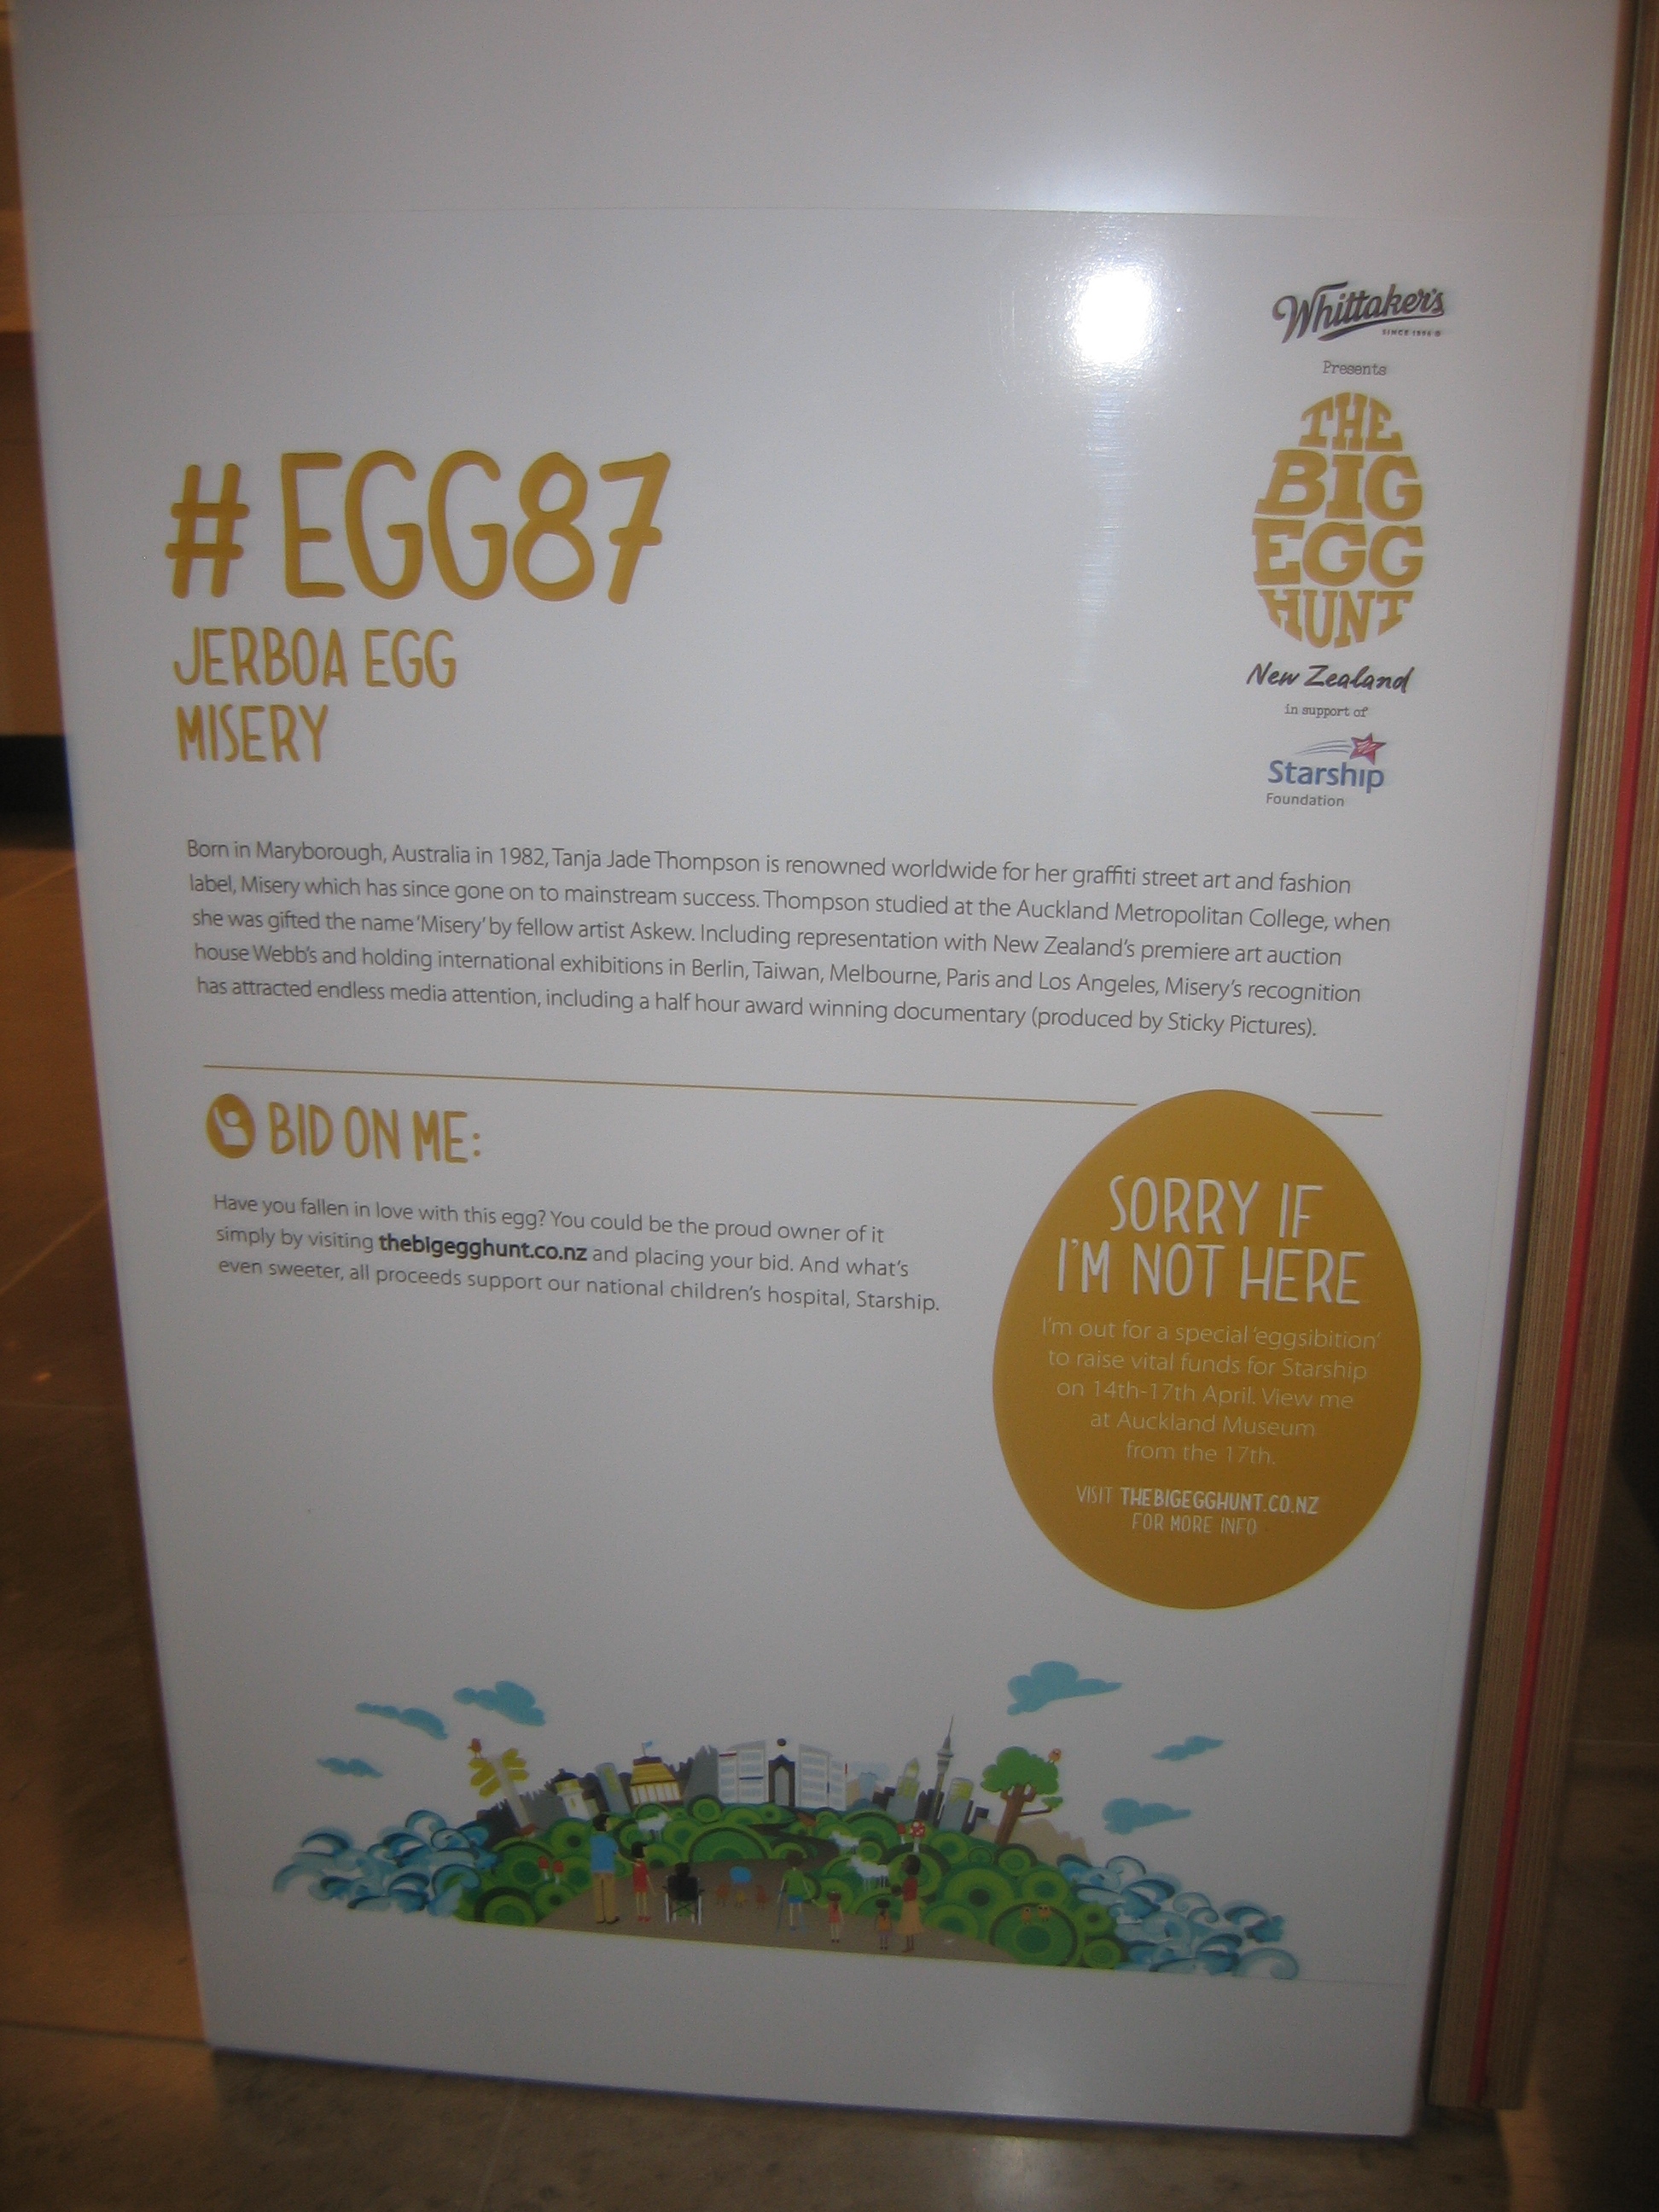 Whittaker's
SINCE 1896
Presents
THE
BIG
EGG
HUNT
New Zealand
in support of
Starship
Foundation
# EGG87
JERBOA EGG
MISERY
Born in Maryborough, Australia in 1982, Tanja Jade Thompson is renowned worldwide for her graffiti street art and fashion
label, Misery which has since gone on to mainstream success. Thompson studied at the Auckland Metropolitan College, when
she was gifted the name 'Misery' by fellow artist Askew. Including representation with New Zealand's premiere art auction
house Webb's and holding international exhibitions in Berlin, Taiwan, Melbourne, Paris and Los Angeles, Misery's recognition
has attracted endless media attention, including a half hour award winning documentary (produced by Sticky Pictures).
BID ON ME:
Have you fallen in love with this egg? You could be the proud owner of it
simply by visiting thebigegghunt.co.nz and placing your bid. And what's
even sweeter, all proceeds support our national children's hospital, Starship.
SORRY IF
I'M NOT HERE
I'm out for a special 'eggsibition'
to raise vital funds for Starship
on 14th-17th April. View me
at Auckland Museum
from the 17th.
VISIT THEBIGEGGHUNT.CO.NZ
FOR MORE INFO